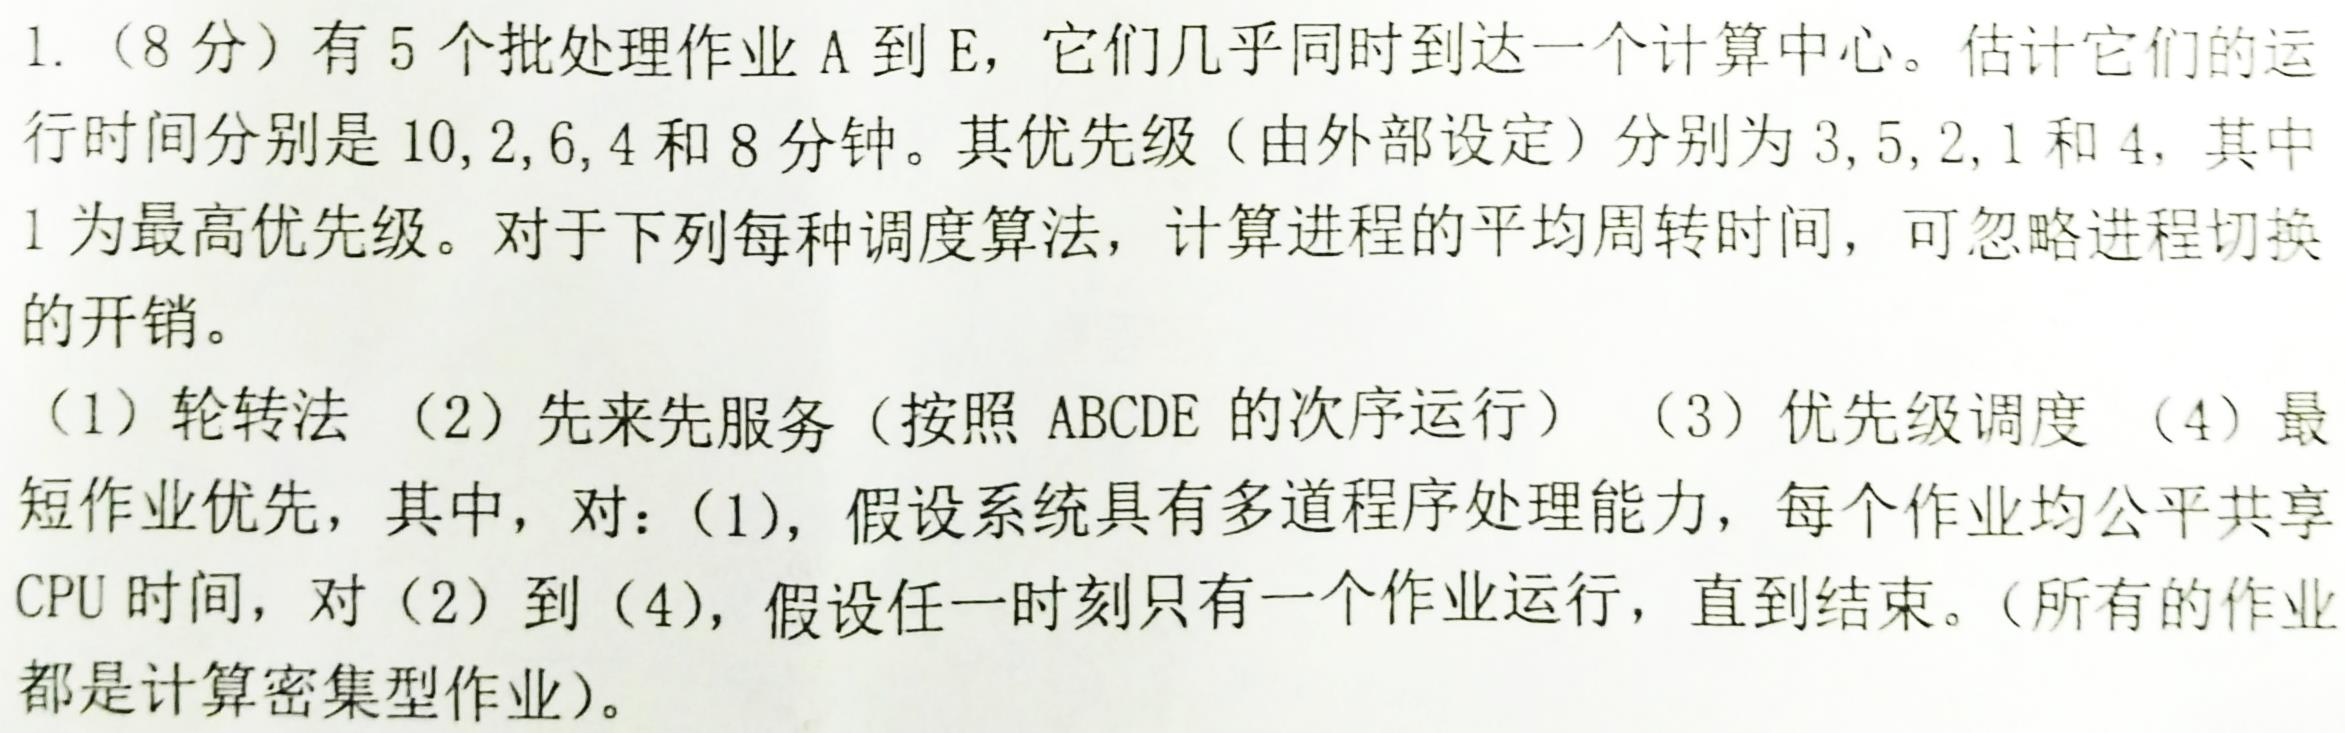 1. （8 分）有 5 个批处理作业 A 到 E，它们几乎同时到达一个计算中心。估计它们的运
行时间分别是 10,2,6,4 和 8 分钟。其优先级（由外部设定）分别为 3,5,2,1 和 4，其中
1 为最高优先级。对于下列每种调度算法，计算进程的平均周转时间，可忽略进程切换
的开销。
（1）轮转法 （2）先来先服务（按照 ABCDE 的次序运行） （3）优先级调度 （4）最
短作业优先，其中，对：（1），假设系统具有多道程序处理能力，每个作业均公平共享
CPU 时间，对（2）到（4），假设任一时刻只有一个作业运行，直到结束。（所有的作业
都是计算密集型作业）。